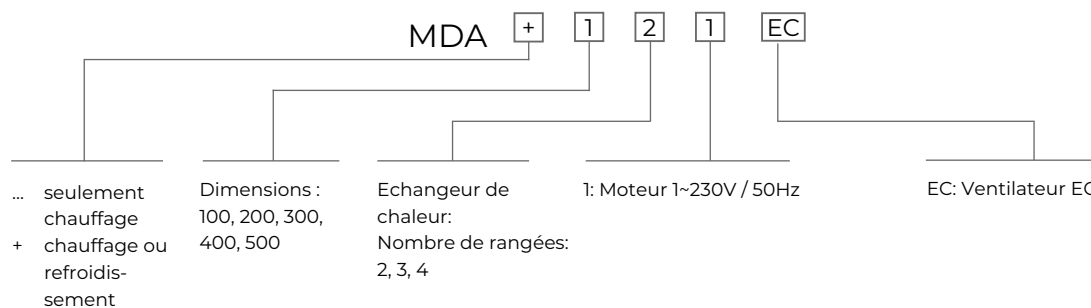 MDA + 1 2 1 EC
... seulement
chauffage
+ chauffage ou
refroidis-
sement
Dimensions :
100, 200, 300,
400, 500
Echangeur de
chaleur:
Nombre de rangées:
2, 3, 4
1: Moteur 1~230V / 50Hz
EC: Ventilateur EC